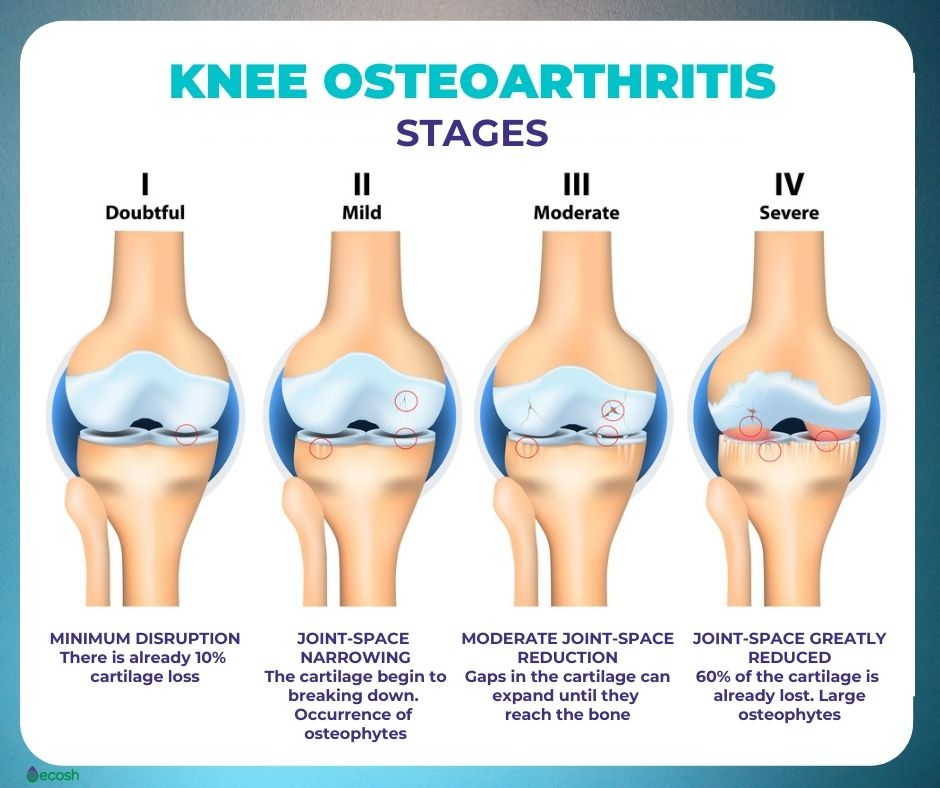 KNEE OSTEOARTHRITIS
STAGES
I
Doubtful
II
Mild
III
Moderate
IV
Severe
MINIMUM DISRUPTION
There is already 10%
cartilage loss
JOINT-SPACE
NARROWING
The cartilage begin to
breaking down.
Occurrence of
osteophytes
MODERATE JOINT-SPACE
REDUCTION
Gaps in the cartilage can
expand until they
reach the bone
JOINT-SPACE GREATLY
REDUCED
60% of the cartilage is
already lost. Large
osteophytes
ecosh